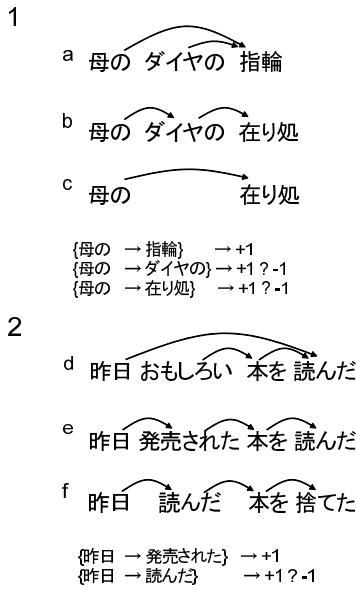 1
a 母の ダイヤの 指輪
b 母の ダイヤの 在り処
c 母の 在り処
{母の → 指輪} → +1
{母の → ダイヤの} → +1 ? -1
{母の → 在り処} → +1 ? -1
2
d 昨日 おもしろい 本を 読んだ
e 昨日 発売された 本を 読んだ
f 昨日 読んだ 本を 捨てた
{昨日 → 発売された} → +1
{昨日 → 読んだ} → +1 ? -1